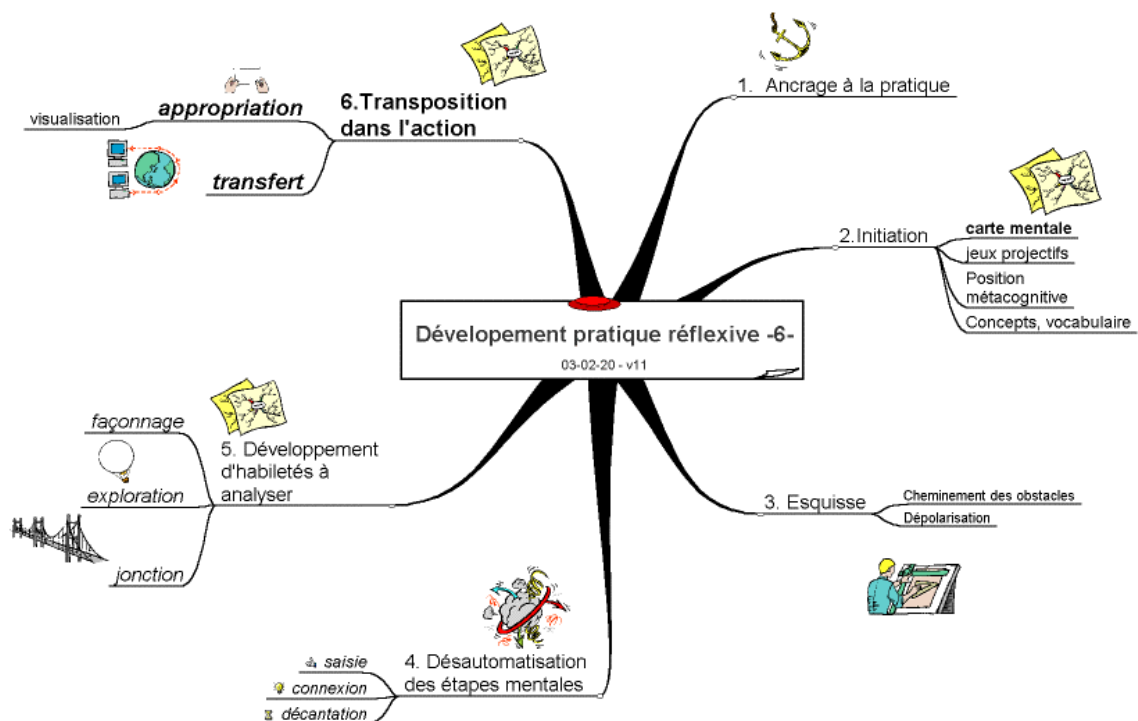 Dévelopement pratique réflexive -6-
03-02-20 - v11
1. Ancrage à la pratique
2.Initiation
carte mentale
jeux projectifs
Position
métacognitive
Concepts, vocabulaire
3. Esquisse
Cheminement des obstacles
Dépolarisation
4. Désautomatisation
des étapes mentales
saisie
connexion
décantation
5. Développement
d'habiletés à
analyser
façonnage
exploration
jonction
6.Transposition
dans l'action
appropriation
visualisation
transfert